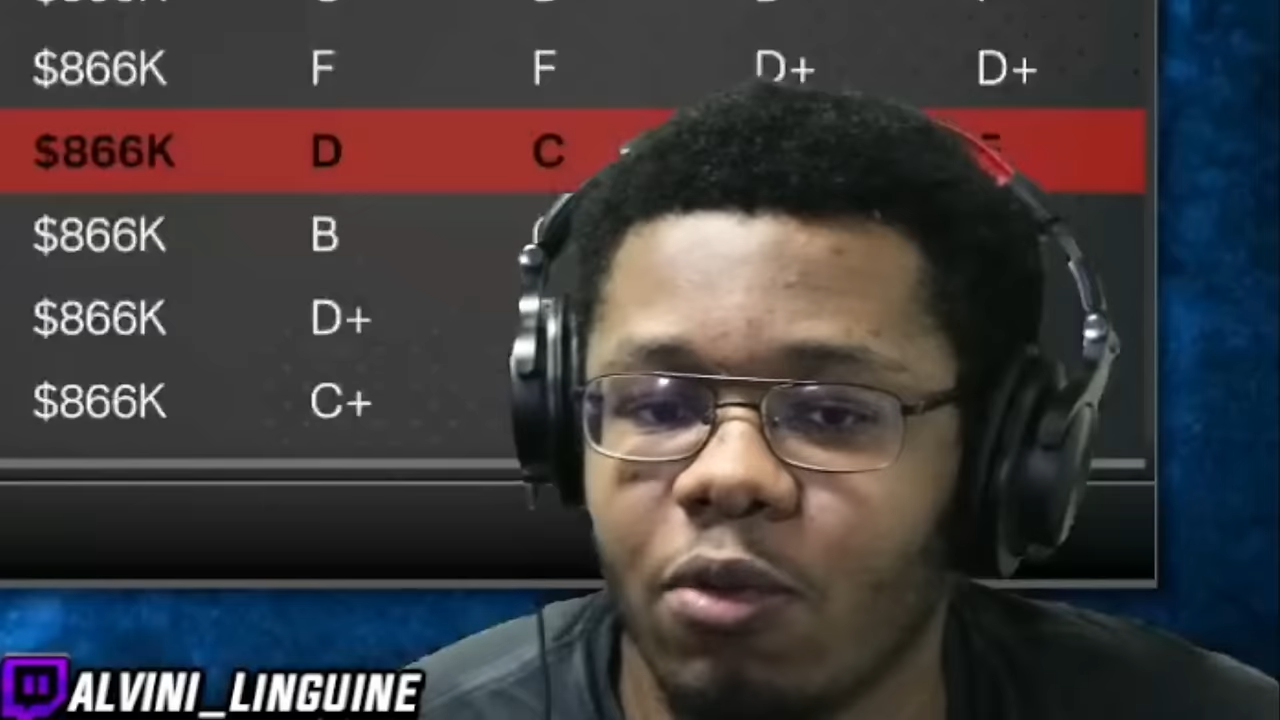 $866K F F D+ D+
$866K D C
$866K B
$866K D+
$866K C+
ALVINI_LINGUINE